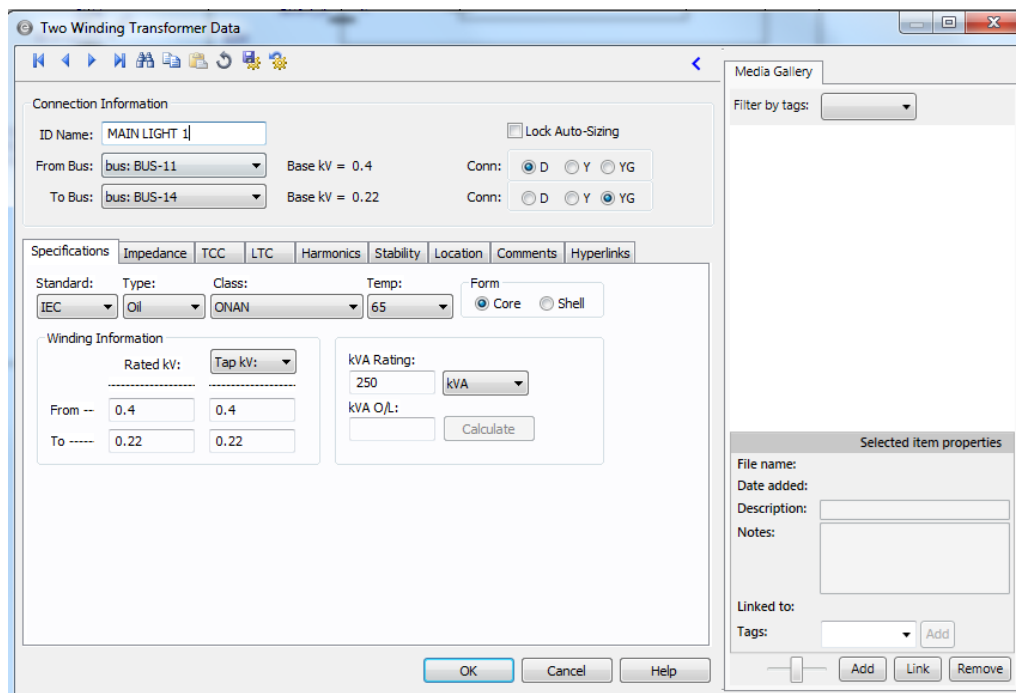 Two Winding Transformer Data
Media Gallery
Filter by tags:
Connection Information
ID Name: MAIN LIGHT 1 Lock Auto-Sizing
From Bus: bus: BUS-11 Base kV = 0.4 Conn: D Y YG
To Bus: bus: BUS-14 Base kV = 0.22 Conn: D Y YG
Specifications Impedance TCC LTC Harmonics Stability Location Comments Hyperlinks
Standard: Type: Class: Temp: Form
IEC Oil ONAN 65 Core Shell
Winding Information
Rated kV: Tap kV:
From -- 0.4 0.4
To ----- 0.22 0.22
kVA Rating:
250 kVA
kVA O/L:
Calculate
Selected item properties
File name:
Date added:
Description:
Notes:
Linked to:
Tags: Add
Add Link Remove
OK Cancel Help